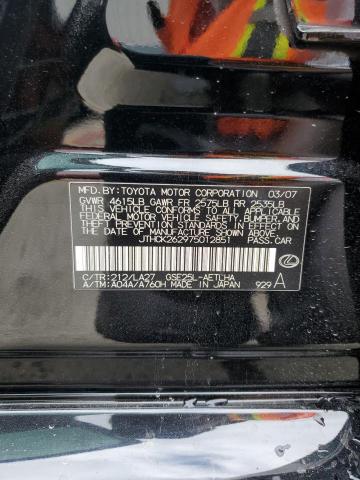 MFD. BY: TOYOTA MOTOR CORPORATION 03/07
GVWR 4615LB GAWR FR 2575LB RR 2535LB
THIS VEHICLE CONFORMS TO ALL APPLICABLE
FEDERAL MOTOR VEHICLE SAFETY, BUMPER, AND
THEFT PREVENTION STANDARDS IN EFFECT ON
THE DATE OF MANUFACTURE SHOWN ABOVE.
JTHCK262975012851 PASS.CAR
C/TR: 212/LA27 GSE25L-AETLHA
A/TM: A04A/A760H MADE IN JAPAN 929 A